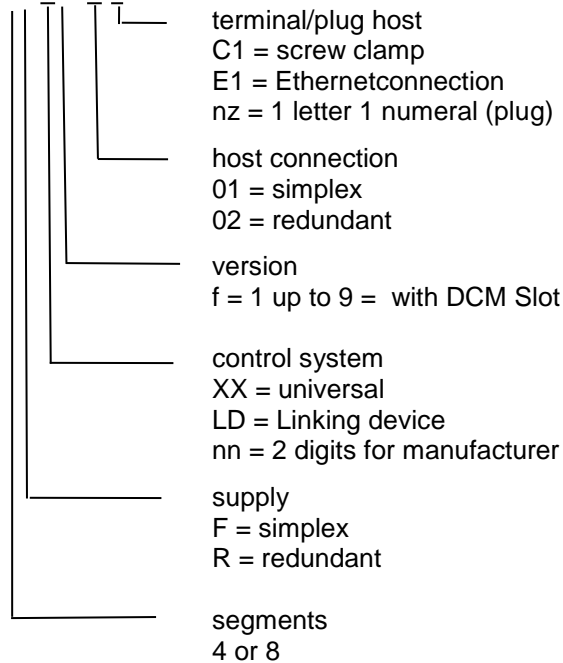 terminal/plug host
C1 = screw clamp
E1 = Ethernetconnection
nz = 1 letter 1 numeral (plug)
host connection
01 = simplex
02 = redundant
version
f = 1 up to 9 = with DCM Slot
control system
XX = universal
LD = Linking device
nn = 2 digits for manufacturer
supply
F = simplex
R = redundant
segments
4 or 8